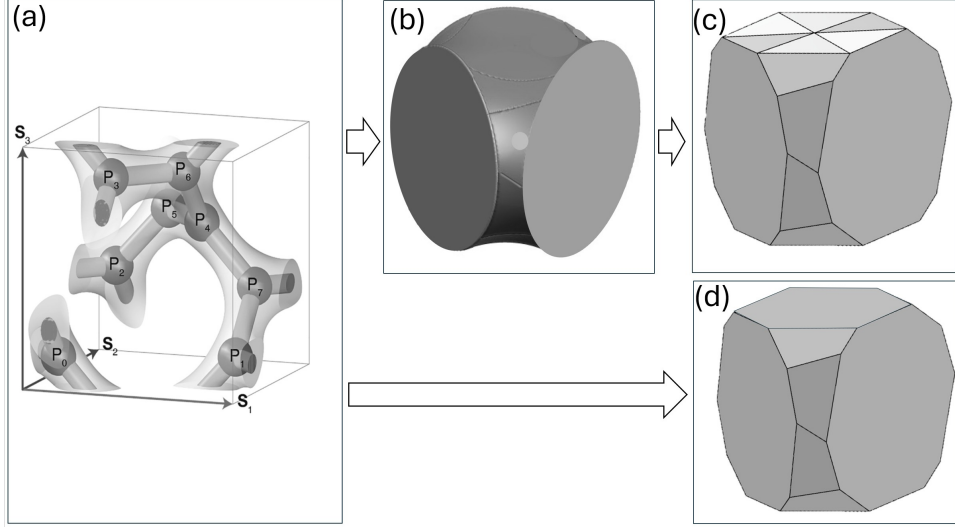 (a)
(b)
(c)
S₃
P₃
P₆
P₅
P₄
P₂
P₇
(d)
S₂
P₀
P₁
S₁